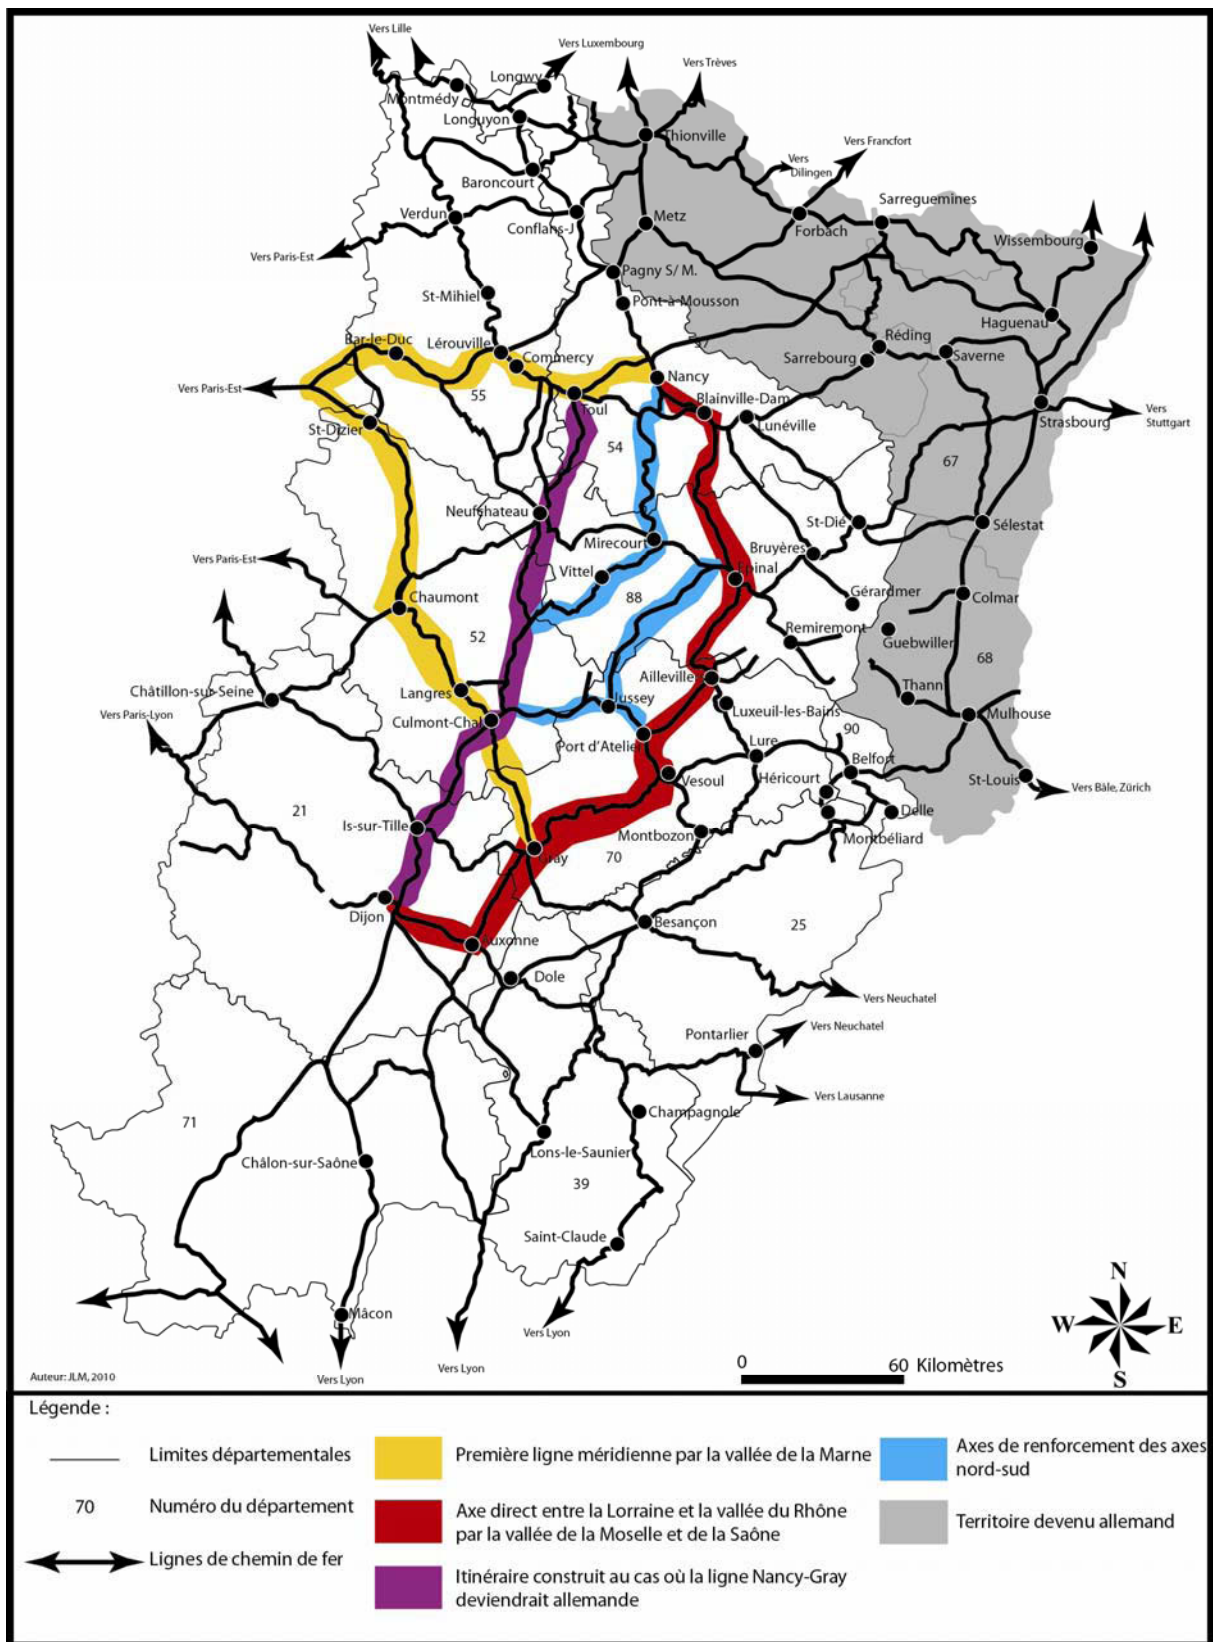 Vers Lille
Vers Luxembourg
Vers Trèves
Longwy
Montmédy
Longuyon
Thionville
Vers Francfort
Vers
Dilingen
Baroncourt
Sarreguemines
Verdun
Conflans-J
Metz
Forbach
Wissembourg
Vers Paris-Est
Pagny S/ M.
St-Mihiel
Pont-à-Mousson
Haguenau
Bar-le-Duc
Lérouville
Commercy
57
Réding
Sarrebourg
Saverne
Vers Paris-Est
Nancy
55
Toul
Blainville-Dam
Lunéville
Strasbourg
Vers
Stuttgart
St-Dizier
54
67
Neufchateau
St-Dié
Sélestat
Mirecourt
Bruyères
Vers Paris-Est
Vittel
Epinal
Chaumont
88
Gérardmer
Colmar
52
Remiremont
Guebwiller
68
Châtillon-sur-Seine
Langres
Ailleville
Thann
Jussey
Luxeuil-les-Bains
Mulhouse
Vers Paris-Lyon
Culmont-Chal
Port d'Atelier
90
Lure
Belfort
Vesoul
Héricourt
St-Louis
Vers Bâle, Zürich
21
Is-sur-Tille
Montbozon
Delle
Montbéliard
Gray
70
Dijon
Besançon
25
Auxonne
Dole
Vers Neuchatel
Vers Neuchatel
Pontarlier
Vers Lausanne
71
Champagnole
Lons-le-Saunier
Châlon-sur-Saône
39
Saint-Claude
N
W
E
S
Mâcon
Vers Lyon
Vers Lyon
Vers Lyon
0
60 Kilomètres
Auteur: JLM, 2010
Légende :
Limites départementales
Première ligne méridienne par la vallée de la Marne
Axes de renforcement des axes
nord-sud
70
Numéro du département
Axe direct entre la Lorraine et la vallée du Rhône
par la vallée de la Moselle et de la Saône
Territoire devenu allemand
Lignes de chemin de fer
Itinéraire construit au cas où la ligne Nancy-Gray
deviendrait allemande